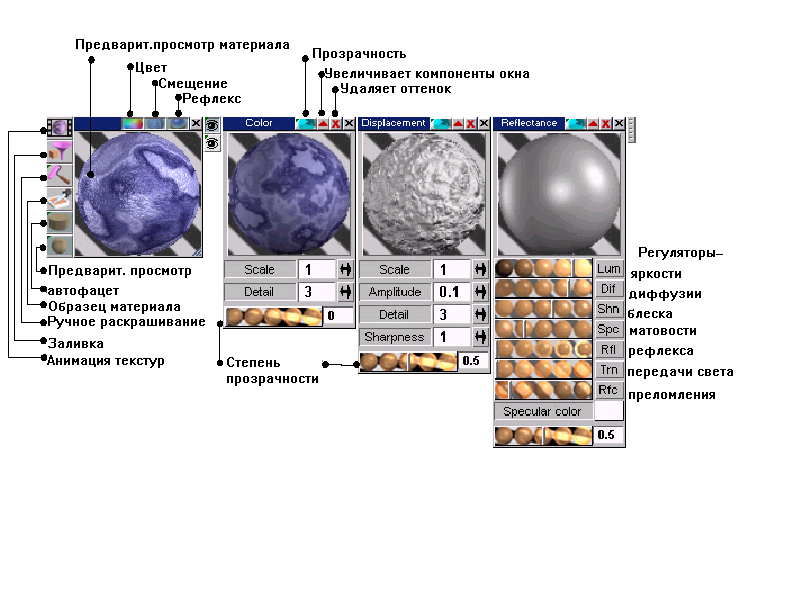 Предварит.просмотр материала
Прозрачность
Цвет
Увеличивает компоненты окна
Смещение
Удаляет оттенок
Рефлекс
Color
Displacement
Reflectance
Scale 1
Detail 3
0
Scale 1
Amplitude 0.1
Detail 3
Sharpness 1
0.5
Lum
Dif
Shn
Spc
Rfl
Trn
Rfc
Specular color
0.5
Регуляторы–
яркости
диффузии
блеска
матовости
рефлекса
передачи света
преломления
Предварит. просмотр
автофацет
Образец материала
Ручное раскрашивание
Заливка
Анимация текстур
Степень
прозрачности